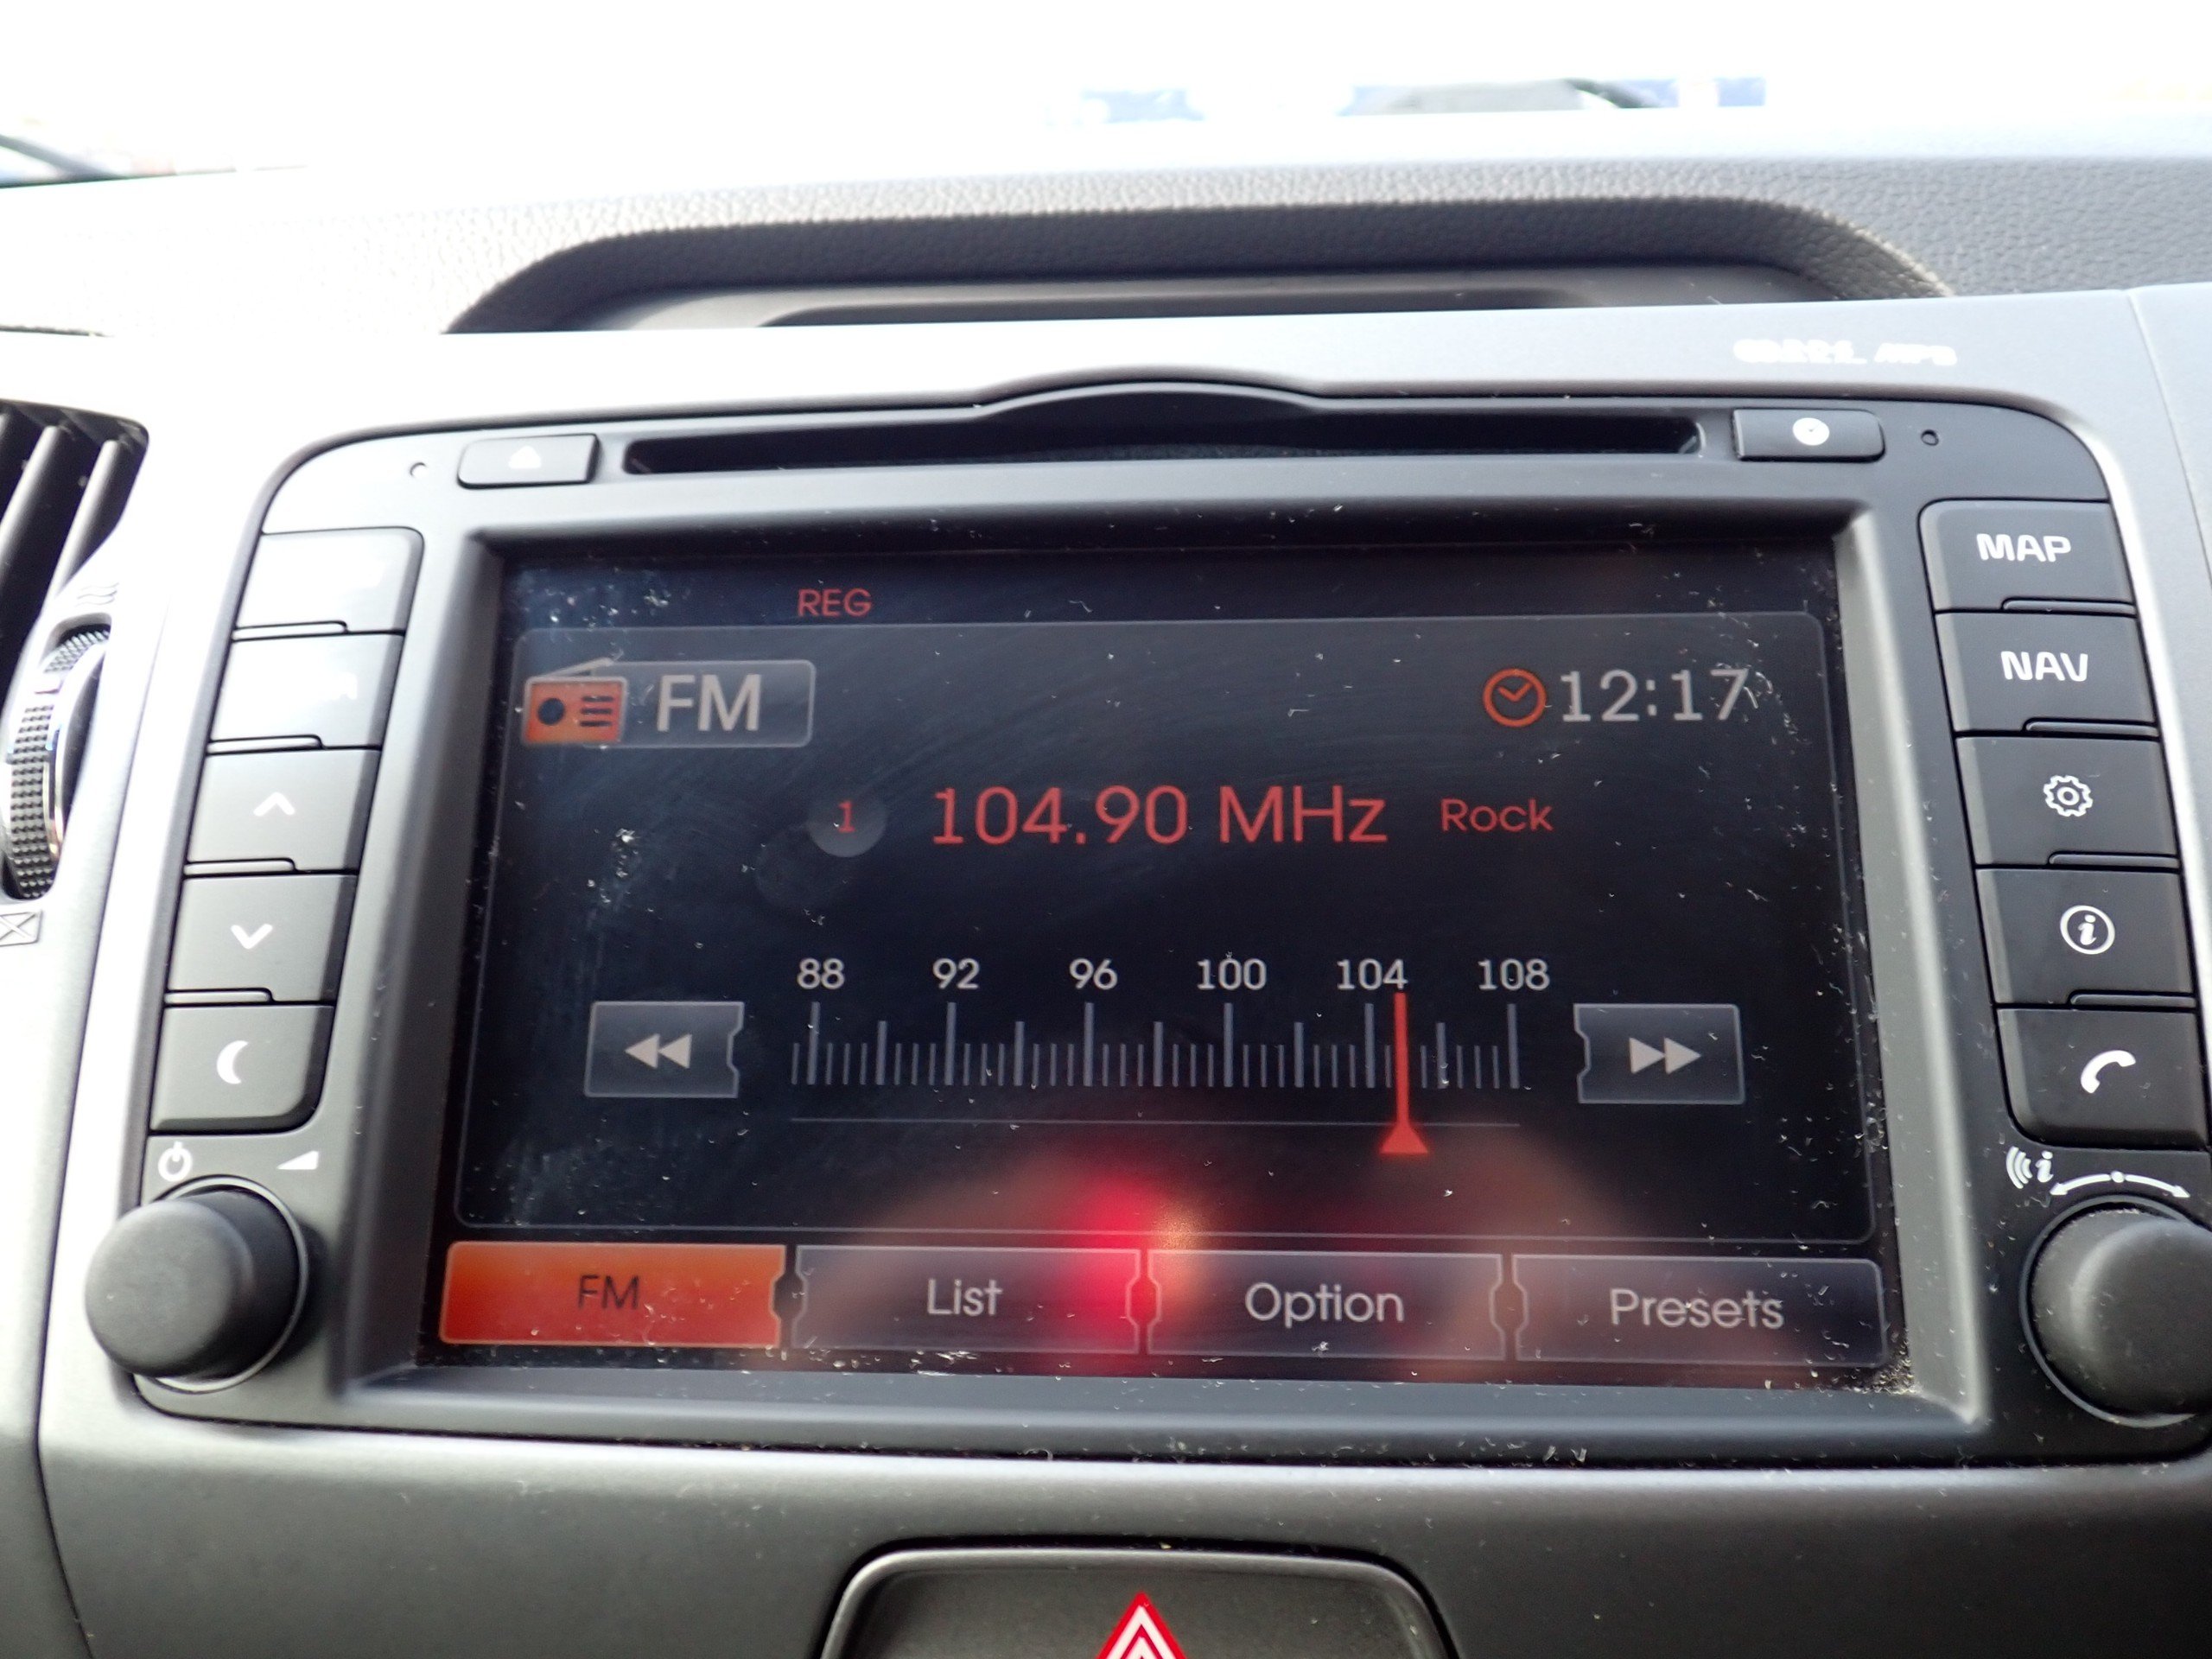 REG
FM
12:17
1 104.90 MHz Rock
88 92 96 100 104 108
FM List Option Presets
MAP
NAV
i
i